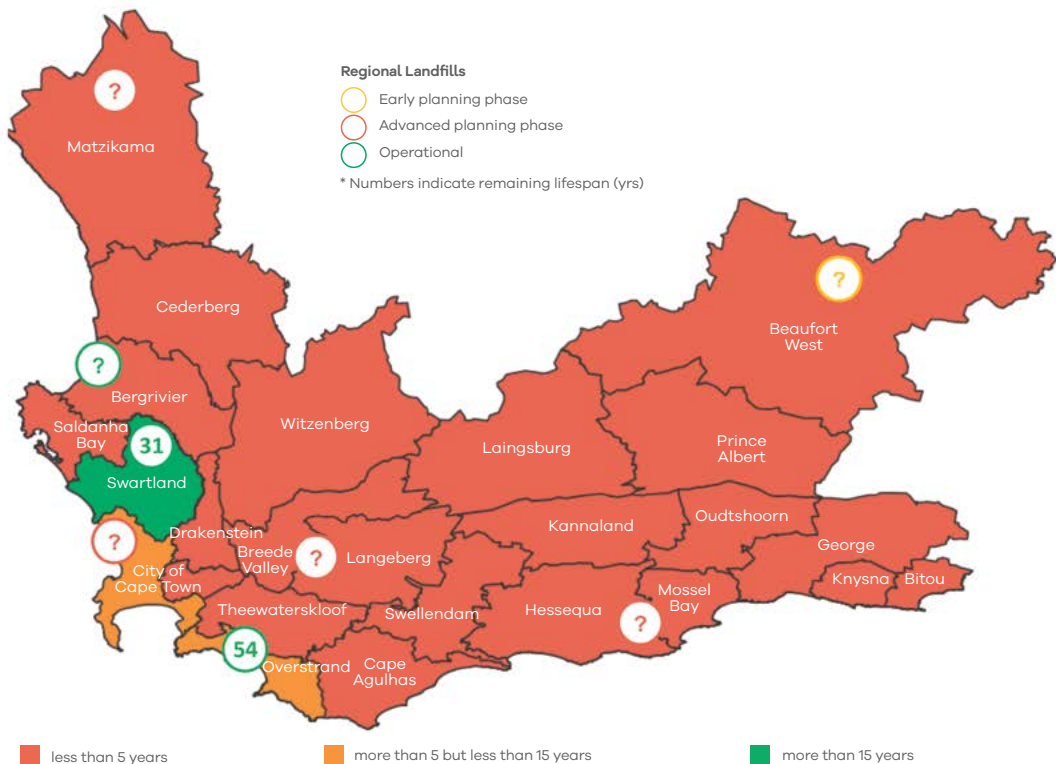 Regional Landfills
Early planning phase
Advanced planning phase
Operational
* Numbers indicate remaining lifespan (yrs)
?
Matzikama
Cederberg
?
Beaufort
West
?
Bergrivier
Saldanha
Bay
31
Swartland
Witzenberg
Laingsburg
Prince
Albert
?
Drakenstein
Breede
Valley
?
Langeberg
Kannaland
Oudtshoorn
George
City of
Cape Town
Theewaterskloof
Swellendam
Hessequa
?
Mossel
Bay
Knysna
Bitou
54
Overstrand
Cape
Agulhas
less than 5 years
more than 5 but less than 15 years
more than 15 years